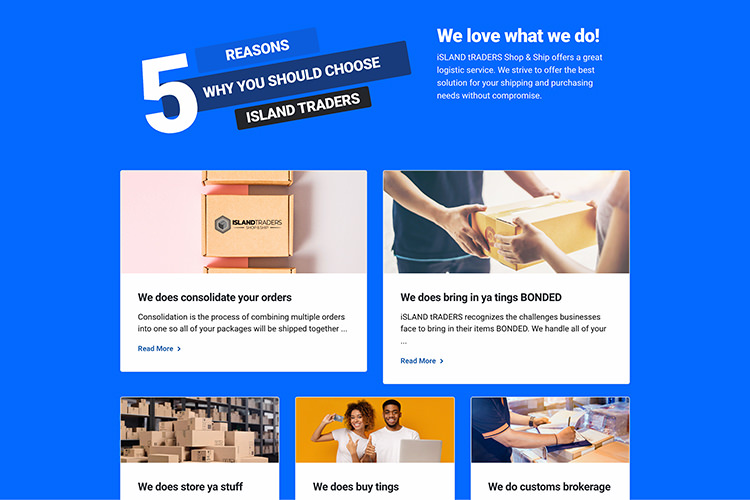 5
REASONS
WHY YOU SHOULD CHOOSE
ISLAND TRADERS
We love what we do!
iSLAND tRADERS Shop & Ship offers a great
logistic service. We strive to offer the best
solution for your shipping and purchasing
needs without compromise.
ISLANDTRADERS
SHOP & SHIP
We does consolidate your orders
Consolidation is the process of combining multiple orders
into one so all of your packages will be shipped together ...
Read More
We does bring in ya tings BONDED
iSLAND tRADERS recognizes the challenges businesses
face to bring in their items BONDED. We handle all of your
...
Read More
We does store ya stuff
We does buy tings
We do customs brokerage